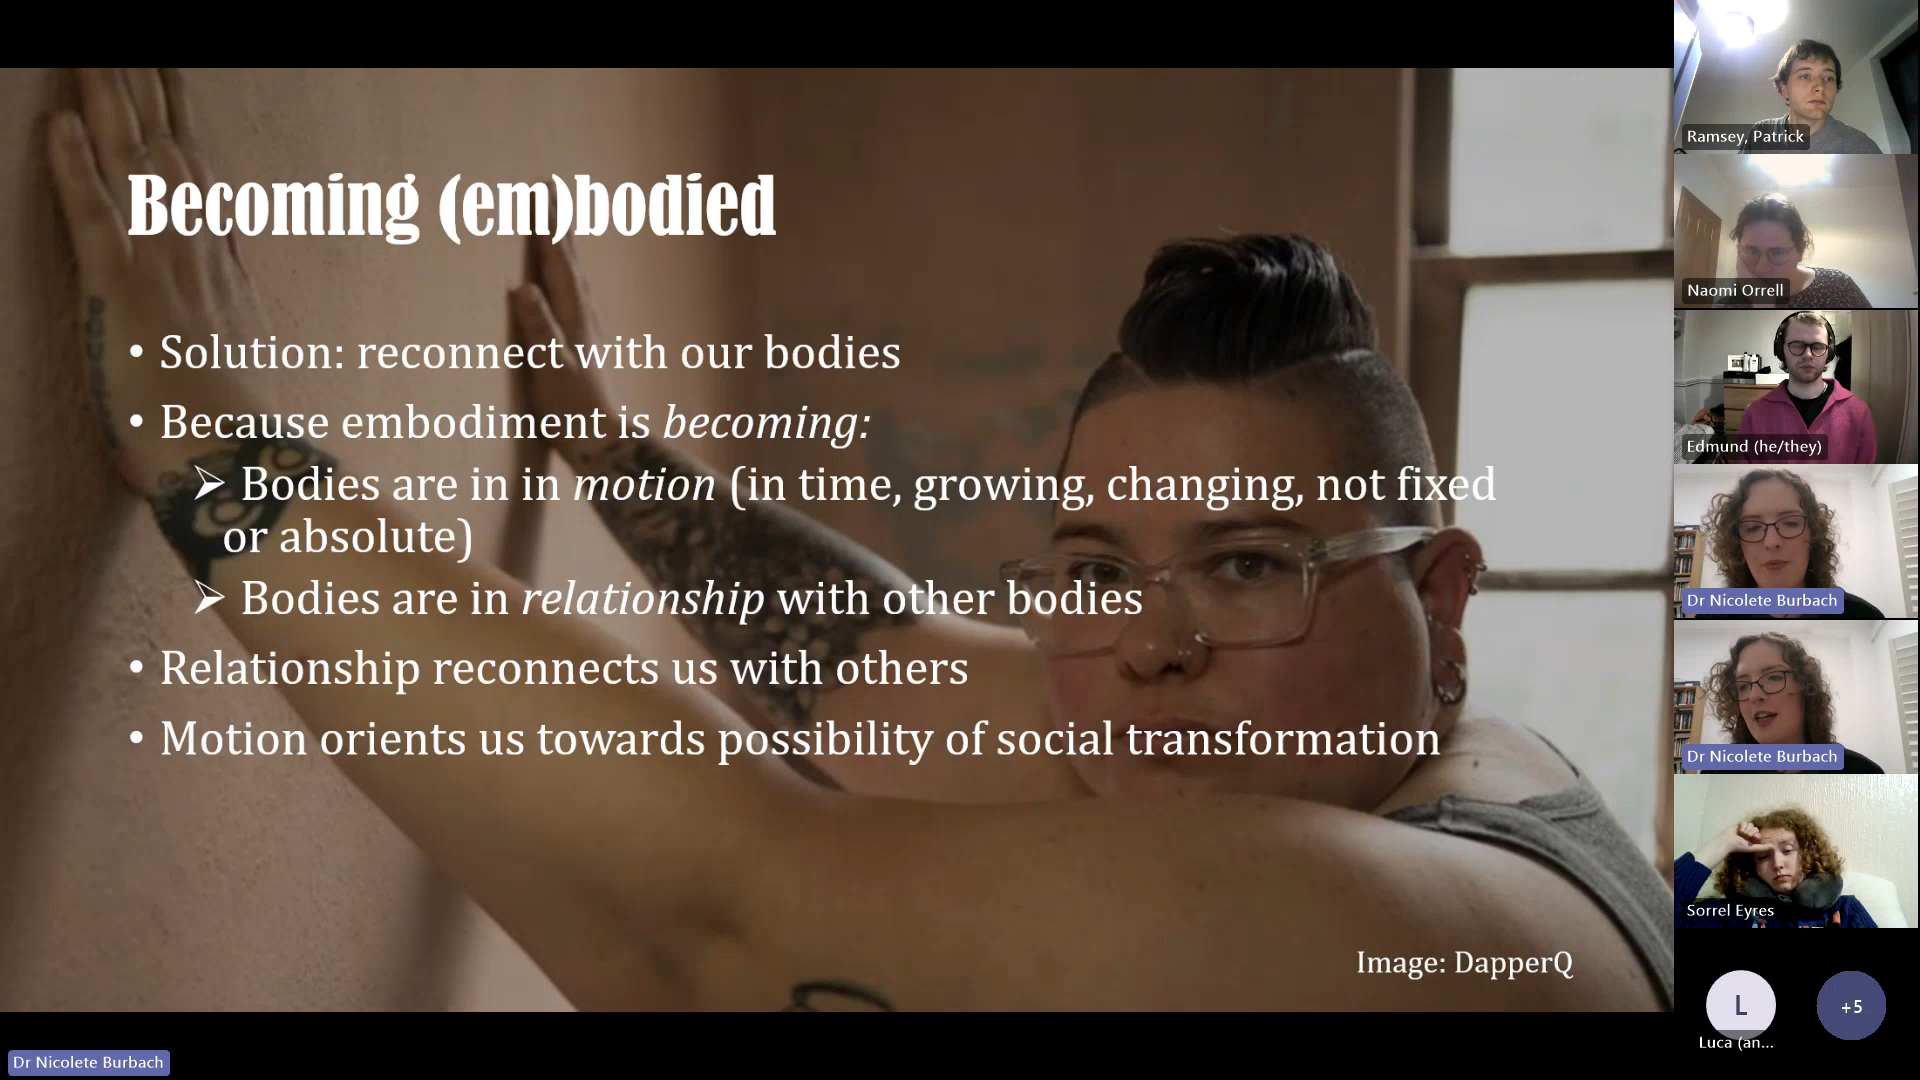 Becoming (em)bodied
• Solution: reconnect with our bodies
• Because embodiment is becoming:
➢ Bodies are in in motion (in time, growing, changing, not fixed
or absolute)
➢ Bodies are in relationship with other bodies
• Relationship reconnects us with others
• Motion orients us towards possibility of social transformation
Image: DapperQ
Dr Nicolete Burbach
Ramsey, Patrick
Naomi Orrell
Edmund (he/they)
Dr Nicolete Burbach
Dr Nicolete Burbach
Sorrel Eyres
L
+5
Luca (an...